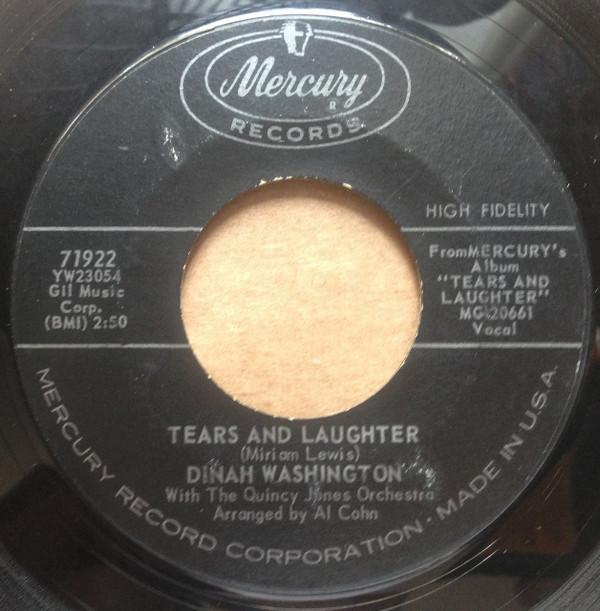 Mercury
R
RECORDS
HIGH FIDELITY
71922
YW23054
Gil Music
Corp.
(BMI) 2:50
FromMERCURY's
Album
"TEARS AND
LAUGHTER"
MG 20661
Vocal
TEARS AND LAUGHTER
(Miriam Lewis)
DINAH WASHINGTON
With The Quincy Jones Orchestra
Arranged by Al Cohn
MERCURY RECORD CORPORATION · MADE IN U.S.A.